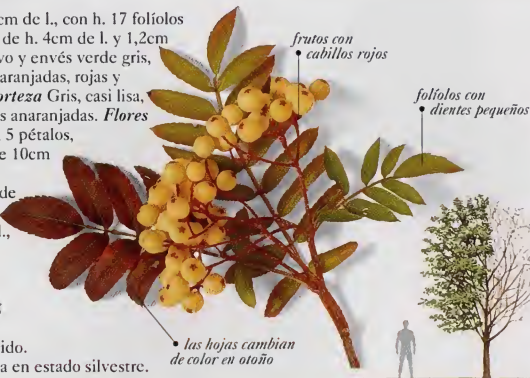 cm de l., con h. 17 folíolos
de h. 4cm de l. y 1,2cm
vo y envés verde gris,
aranjadas, rojas y
orteza Gris, casi lisa,
s anaranjadas. Flores
5 pétalos,
e 10cm
de
l.,
ido.
a en estado silvestre.
frutos con
cabillos rojos
folíolos con
dientes pequeños
las hojas cambian
de color en otoño